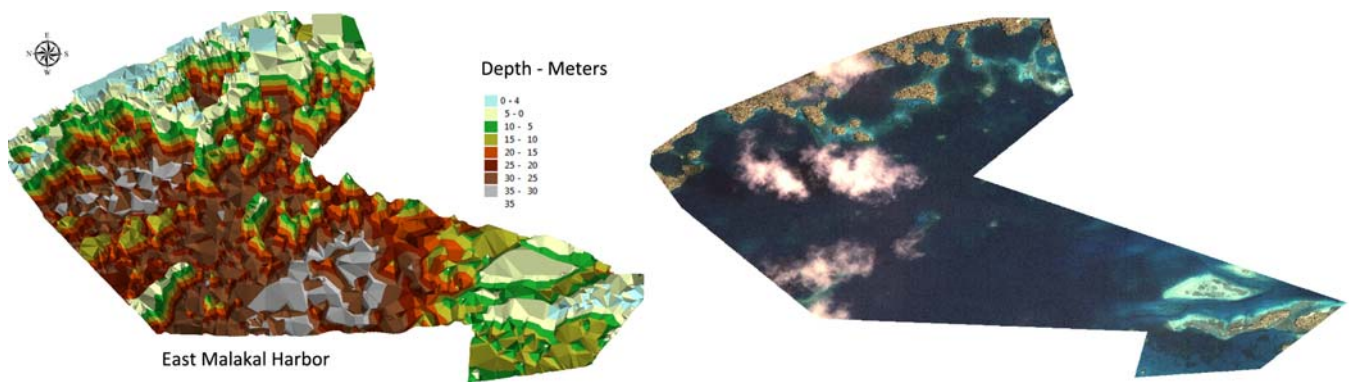 E
N S
W
Depth - Meters
0 - 4
5 - 0
10 - 5
15 - 10
20 - 15
25 - 20
30 - 25
35 - 30
35
East Malakal Harbor